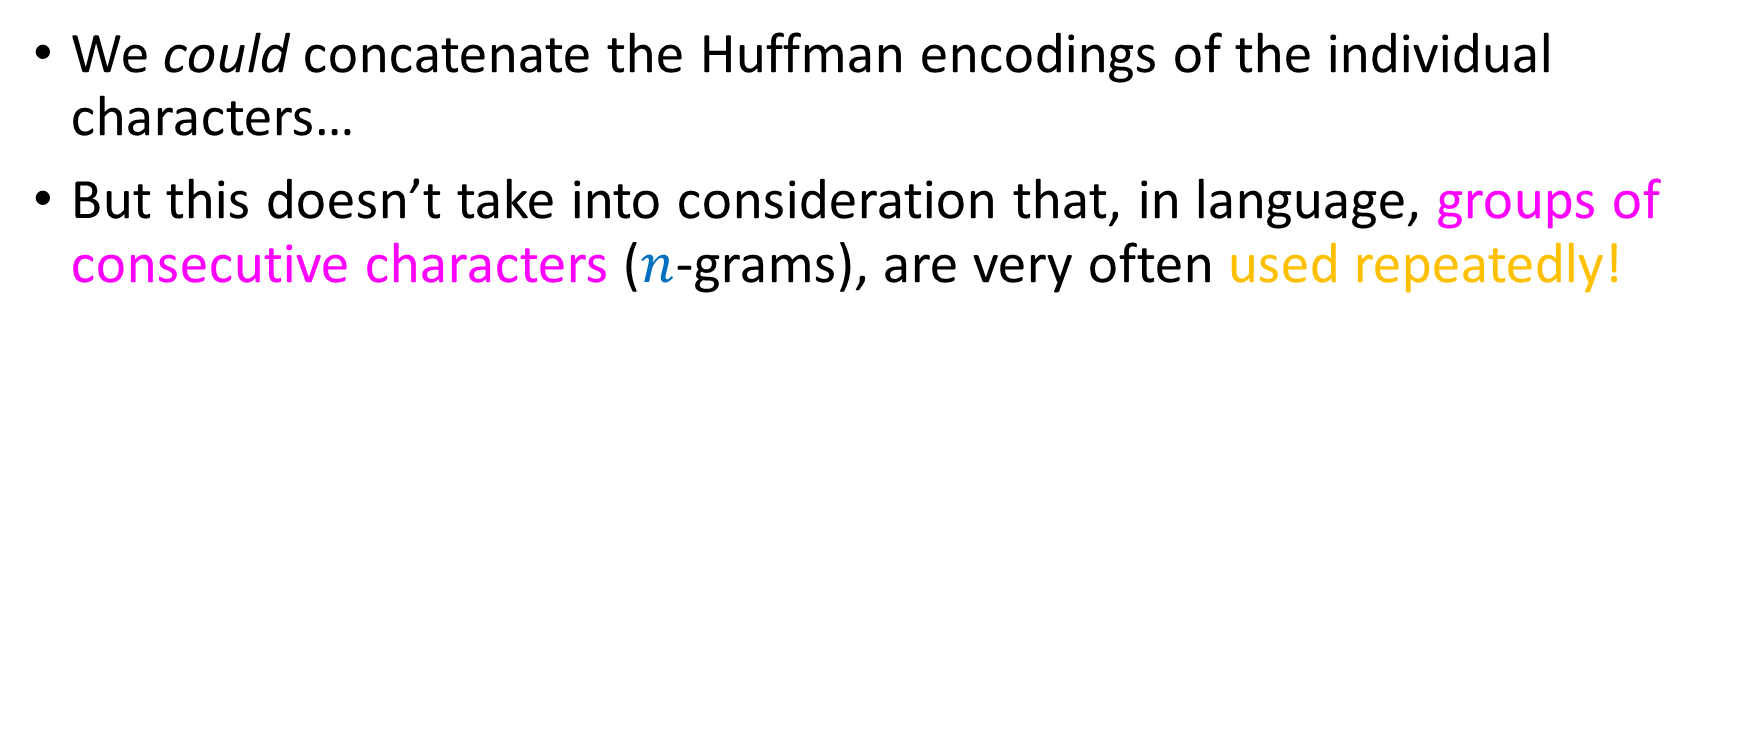 • We could concatenate the Huffman encodings of the individual
characters…
• But this doesn’t take into consideration that, in language, groups of
consecutive characters (𝑛-grams), are very often used repeatedly!